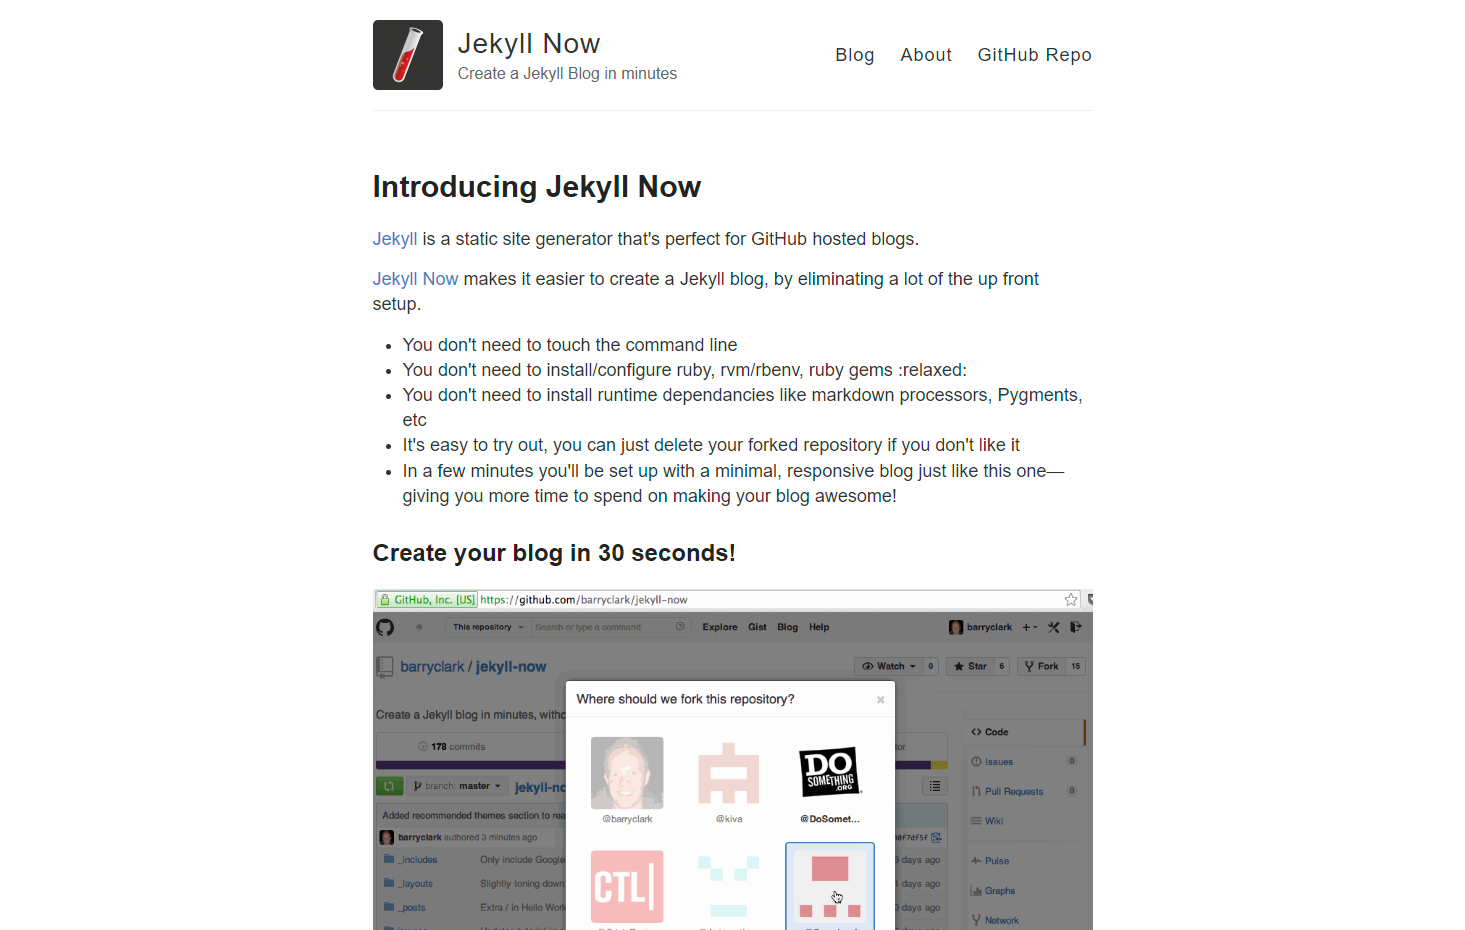 Jekyll Now
Create a Jekyll Blog in minutes
Blog About GitHub Repo
Introducing Jekyll Now
Jekyll is a static site generator that's perfect for GitHub hosted blogs.
Jekyll Now makes it easier to create a Jekyll blog, by eliminating a lot of the up front
setup.
You don't need to touch the command line
You don't need to install/configure ruby, rvm/rbenv, ruby gems :relaxed:
You don't need to install runtime dependancies like markdown processors, Pygments,
etc
It's easy to try out, you can just delete your forked repository if you don't like it
In a few minutes you'll be set up with a minimal, responsive blog just like this one—
giving you more time to spend on making your blog awesome!
Create your blog in 30 seconds!
GitHub, Inc. [US] https://github.com/barryclark/jekyll-now
This repository Search or type a command Explore Gist Blog Help barryclark
barryclark / jekyll-now Watch 0 Star 6 Fork 15
Where should we fork this repository?
Create a Jekyll blog in minutes,
Code
178 commits
Issues 0
branch: master jekyll-
Pull Requests 0
DO SOMETHING.ORG
Added recommended themes section to
@barryclark @kiva @DoSomet...
Wiki
barryclark authored 3 minutes ago
_includes Only include Google days ago
Pulse
_layouts Slightly toning down days ago
CTL
Graphs
_posts Extra / in Hello days ago
Network